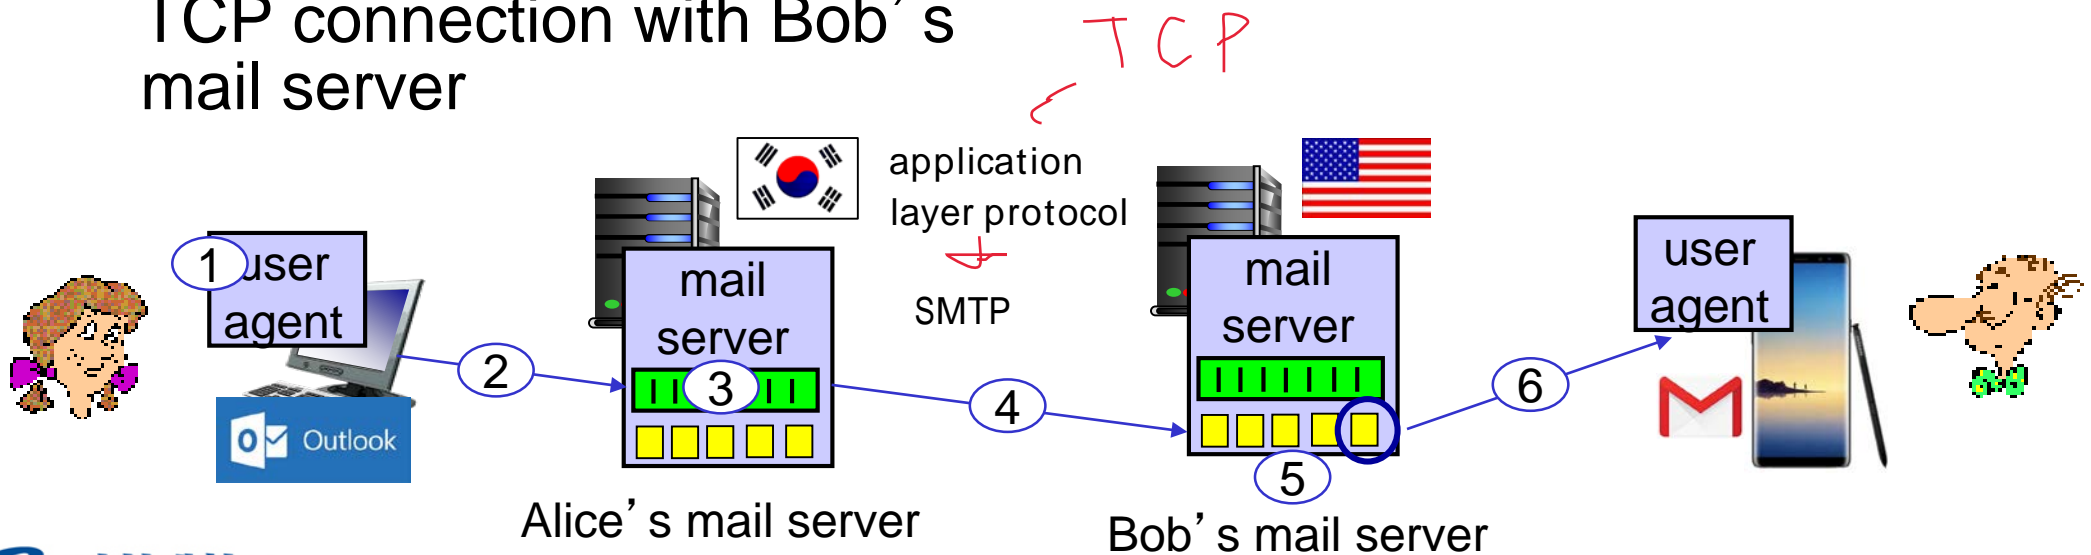 TCP connection with Bob’s
mail server
TCP
application
layer protocol
SMTP
1
user
agent
Outlook
2
mail
server
3
Alice’s mail server
4
mail
server
5
Bob’s mail server
6
user
agent